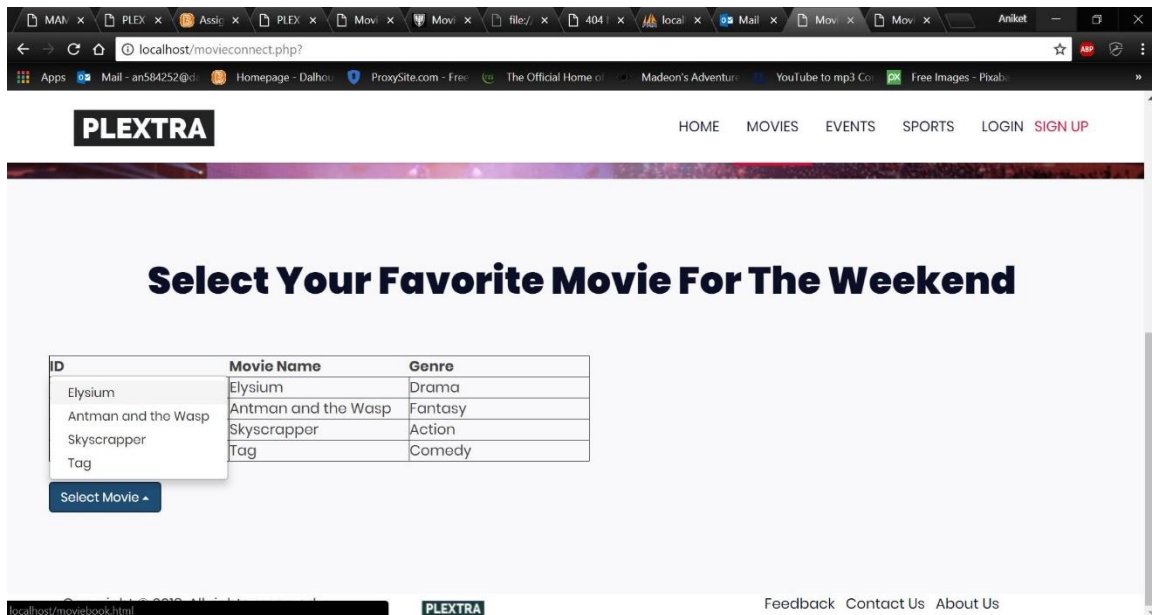 MAN PLEX Assig PLEX Movi Movi file:/ 404 local Mail Movi Movi Aniket
localhost/movieconnect.php?
Apps Mail - an584252@d Homepage - Dalhou ProxySite.com - Free The Official Home of Madeon's Adventur YouTube to mp3 Co Free Images - Pixaba »
PLEXTRA HOME MOVIES EVENTS SPORTS LOGIN SIGN UP
Select Your Favorite Movie For The Weekend
ID Movie Name Genre
Elysium Drama
Antman and the Wasp Fantasy
Skyscrapper Action
Tag Comedy
Elysium
Antman and the Wasp
Skyscrapper
Tag
Select Movie
PLEXTRA Feedback Contact Us About Us
localhost/moviebook.html